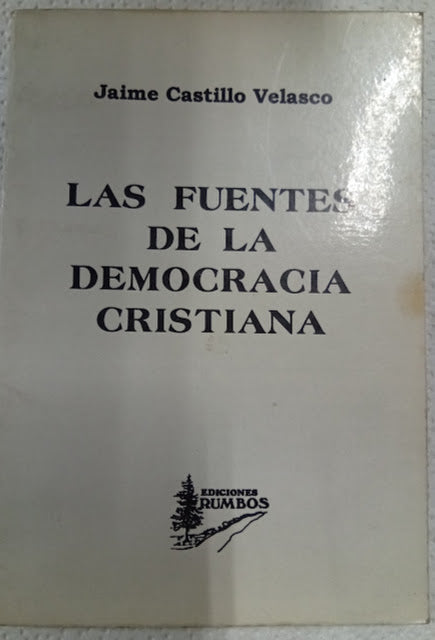 Jaime Castillo Velasco
LAS FUENTES
DE LA
DEMOCRACIA
CRISTIANA
EDICIONES
RUMBOS